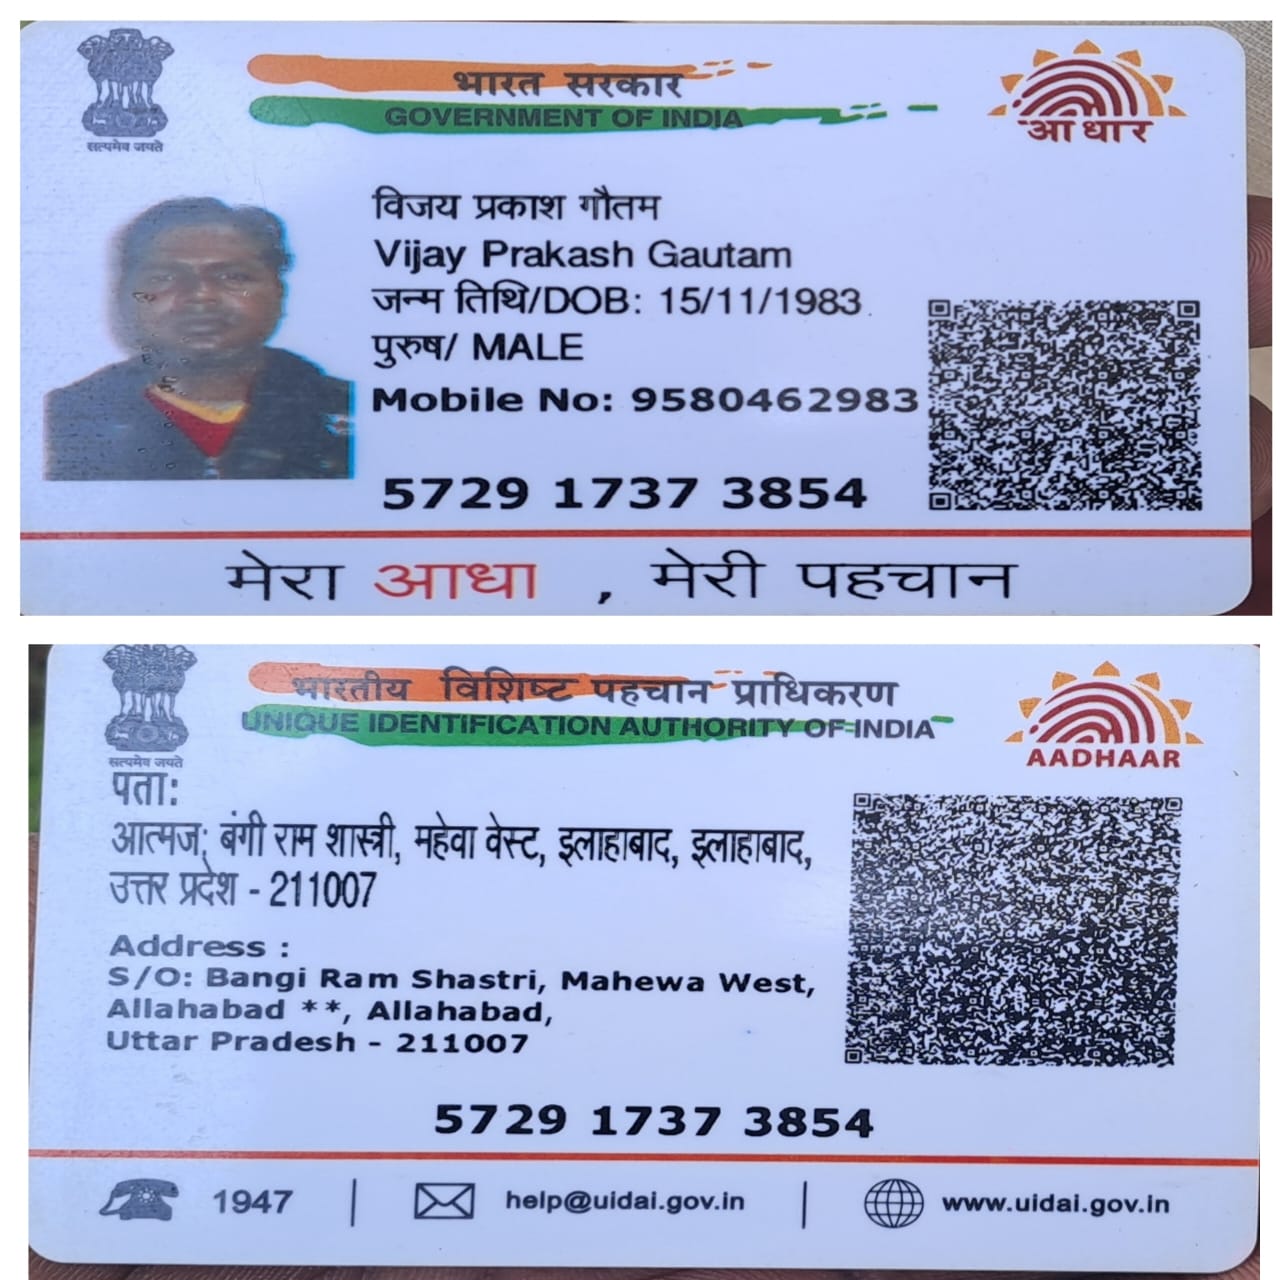 सत्यमेव जयते
भारत सरकार
GOVERNMENT OF INDIA
आधार
विजय प्रकाश गौतम
Vijay Prakash Gautam
जन्म तिथि/DOB: 15/11/1983
पुरुष/ MALE
Mobile No: 9580462983
5729 1737 3854
मेरा आधा , मेरी पहचान
सत्यमेव जयते
भारतीय विशिष्ट पहचान प्राधिकरण
UNIQUE IDENTIFICATION AUTHORITY OF INDIA
AADHAAR
पता:
आत्मज: बंगी राम शास्त्री, महेवा वेस्ट, इलाहाबाद, इलाहाबाद,
उत्तर प्रदेश - 211007
Address :
S/O: Bangi Ram Shastri, Mahewa West,
Allahabad **, Allahabad,
Uttar Pradesh - 211007
5729 1737 3854
1947 | help@uidai.gov.in | www.uidai.gov.in